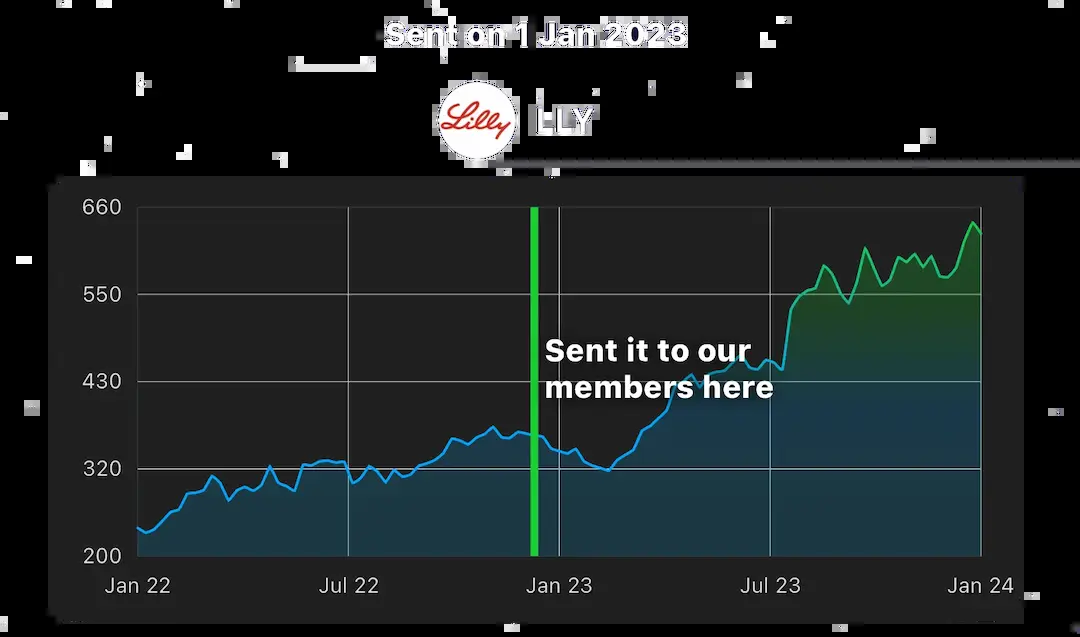 Sent on 1 Jan 2023
Lilly LLY
660
550
Sent it to our
430
members here
320
200
Jan 22 Jul 22 Jan 23 Jul 23 Jan 24